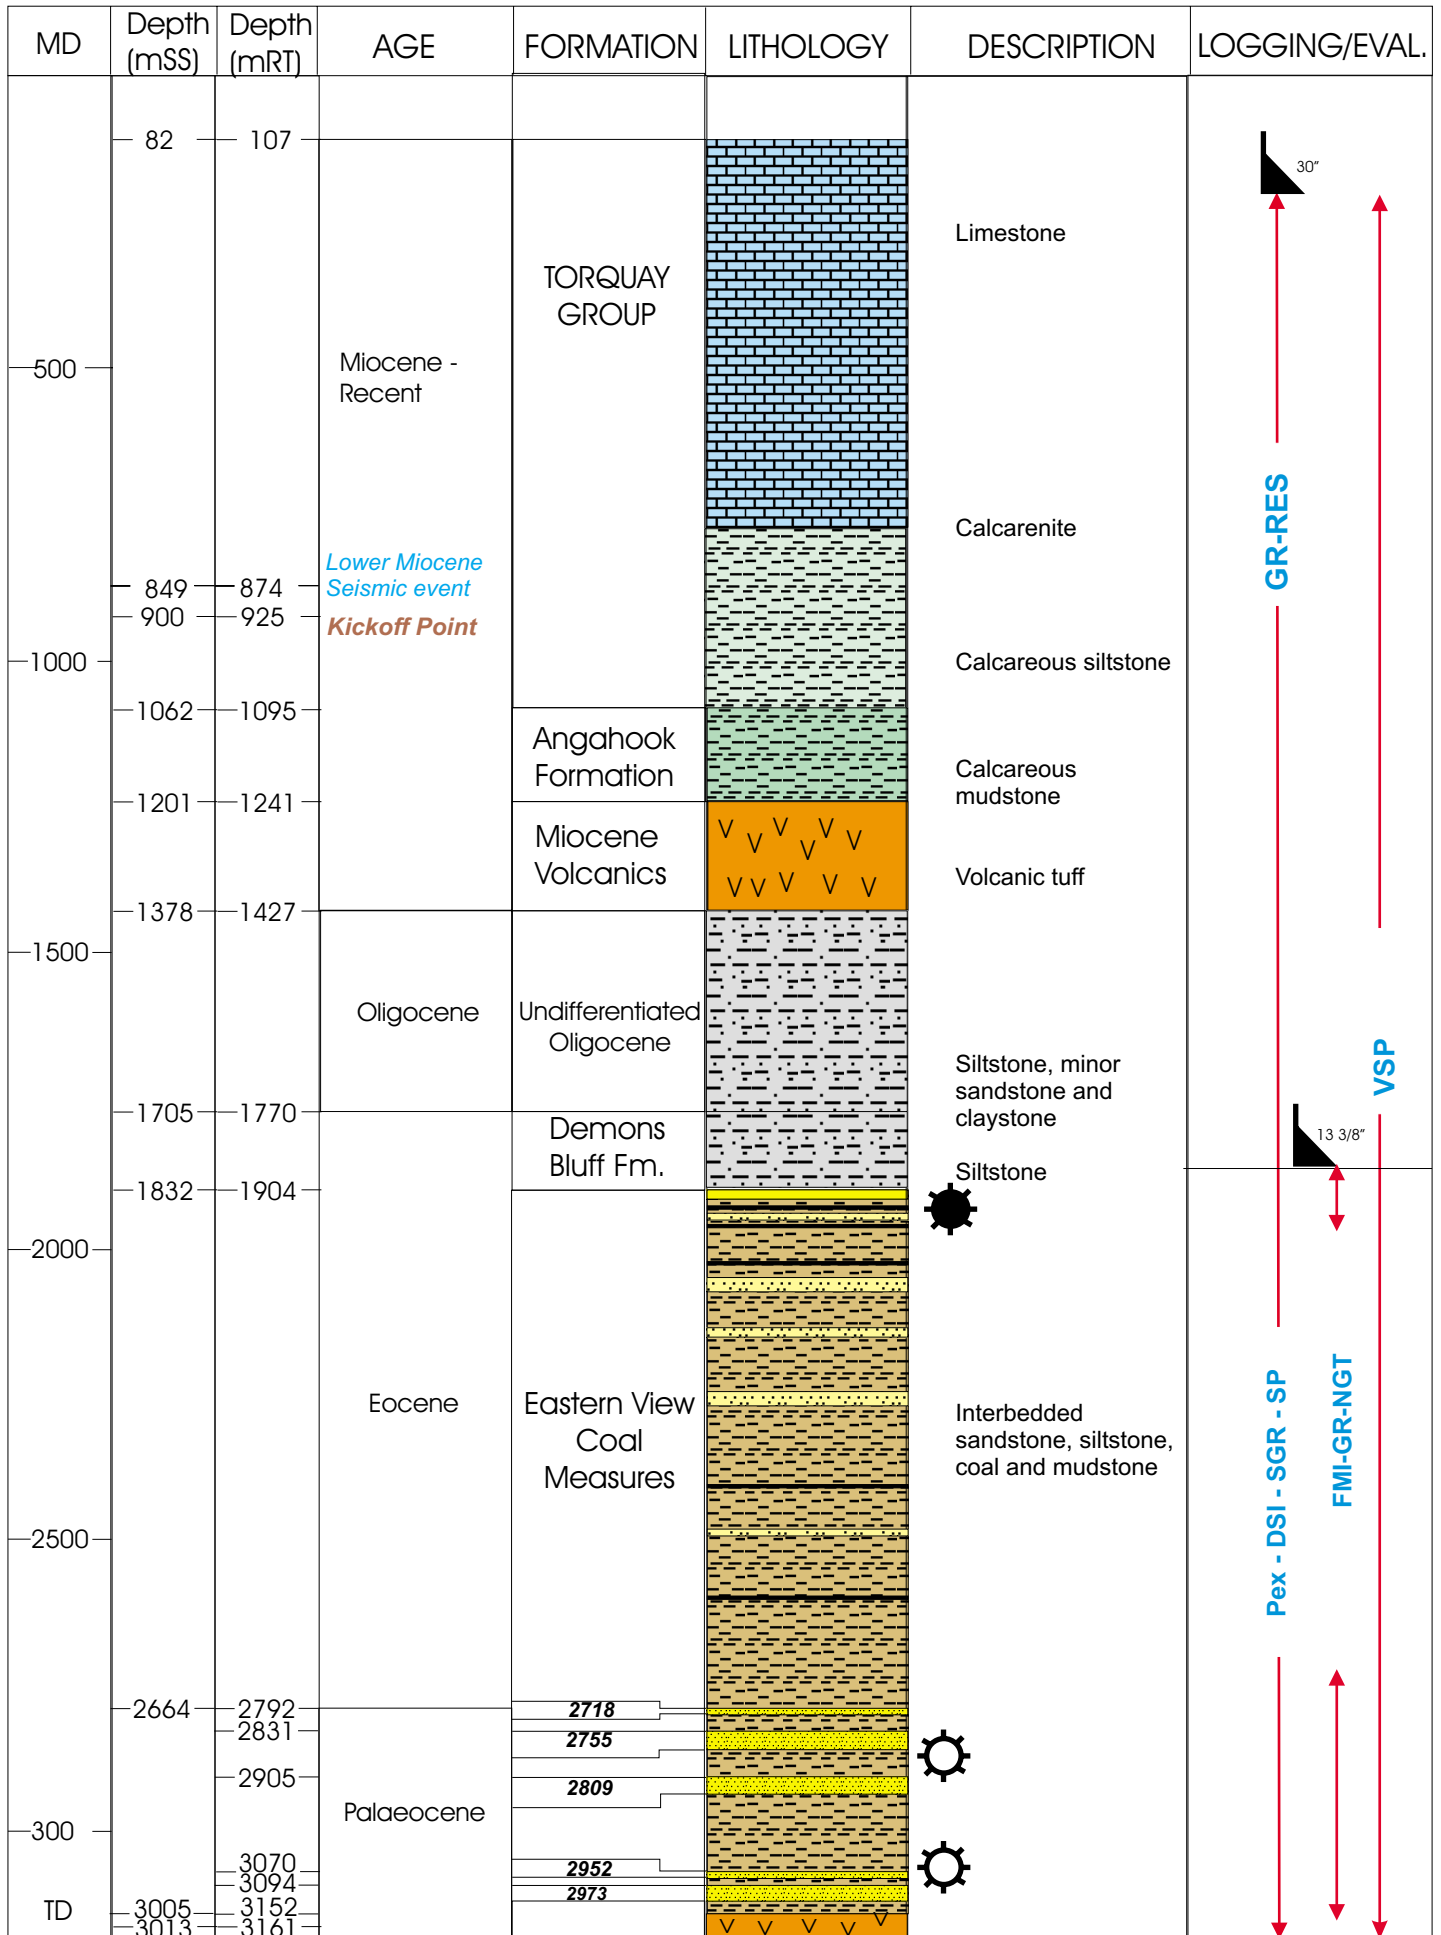 MD
Depth
(mSS)
Depth
(mRT)
AGE
FORMATION
LITHOLOGY
DESCRIPTION
LOGGING/EVAL.
82
107
30"
Limestone
TORQUAY
GROUP
Miocene -
Recent
500
GR-RES
Calcarenite
Lower Miocene
Seismic event
849
874
900
925
Kickoff Point
1000
Calcareous siltstone
1062
1095
Angahook
Formation
Calcareous
mudstone
1201
1241
Miocene
Volcanics
Volcanic tuff
1378
1427
1500
Oligocene
Undifferentiated
Oligocene
VSP
Siltstone, minor
sandstone and
claystone
1705
1770
Demons
Bluff Fm.
13 3/8"
Siltstone
1832
1904
2000
Eocene
Eastern View
Coal
Measures
Interbedded
sandstone, siltstone,
coal and mudstone
Pex - DSI - SGR - SP
FMI-GR-NGT
2500
2664
2792
2718
2831
2755
2905
2809
Palaeocene
300
3070
2952
3094
2973
TD
3005
3152
3013
3161